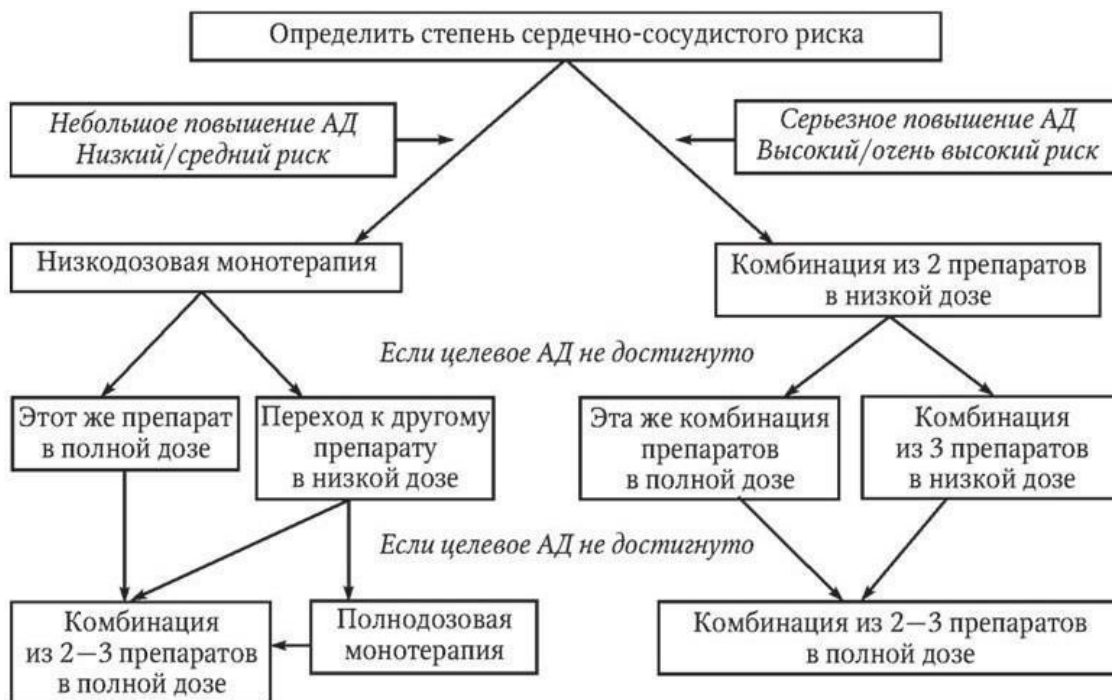 Определить степень сердечно-сосудистого риска
Небольшое повышение АД
Низкий/средний риск
Серьезное повышение АД
Высокий/очень высокий риск
Низкодозовая монотерапия
Комбинация из 2 препаратов
в низкой дозе
Если целевое АД не достигнуто
Этот же препарат
в полной дозе
Переход к другому
препарату
в низкой дозе
Эта же комбинация
препаратов
в полной дозе
Комбинация
из 3 препаратов
в низкой дозе
Если целевое АД не достигнуто
Комбинация
из 2—3 препаратов
в полной дозе
Полнодозовая
монотерапия
Комбинация из 2—3 препаратов
в полной дозе